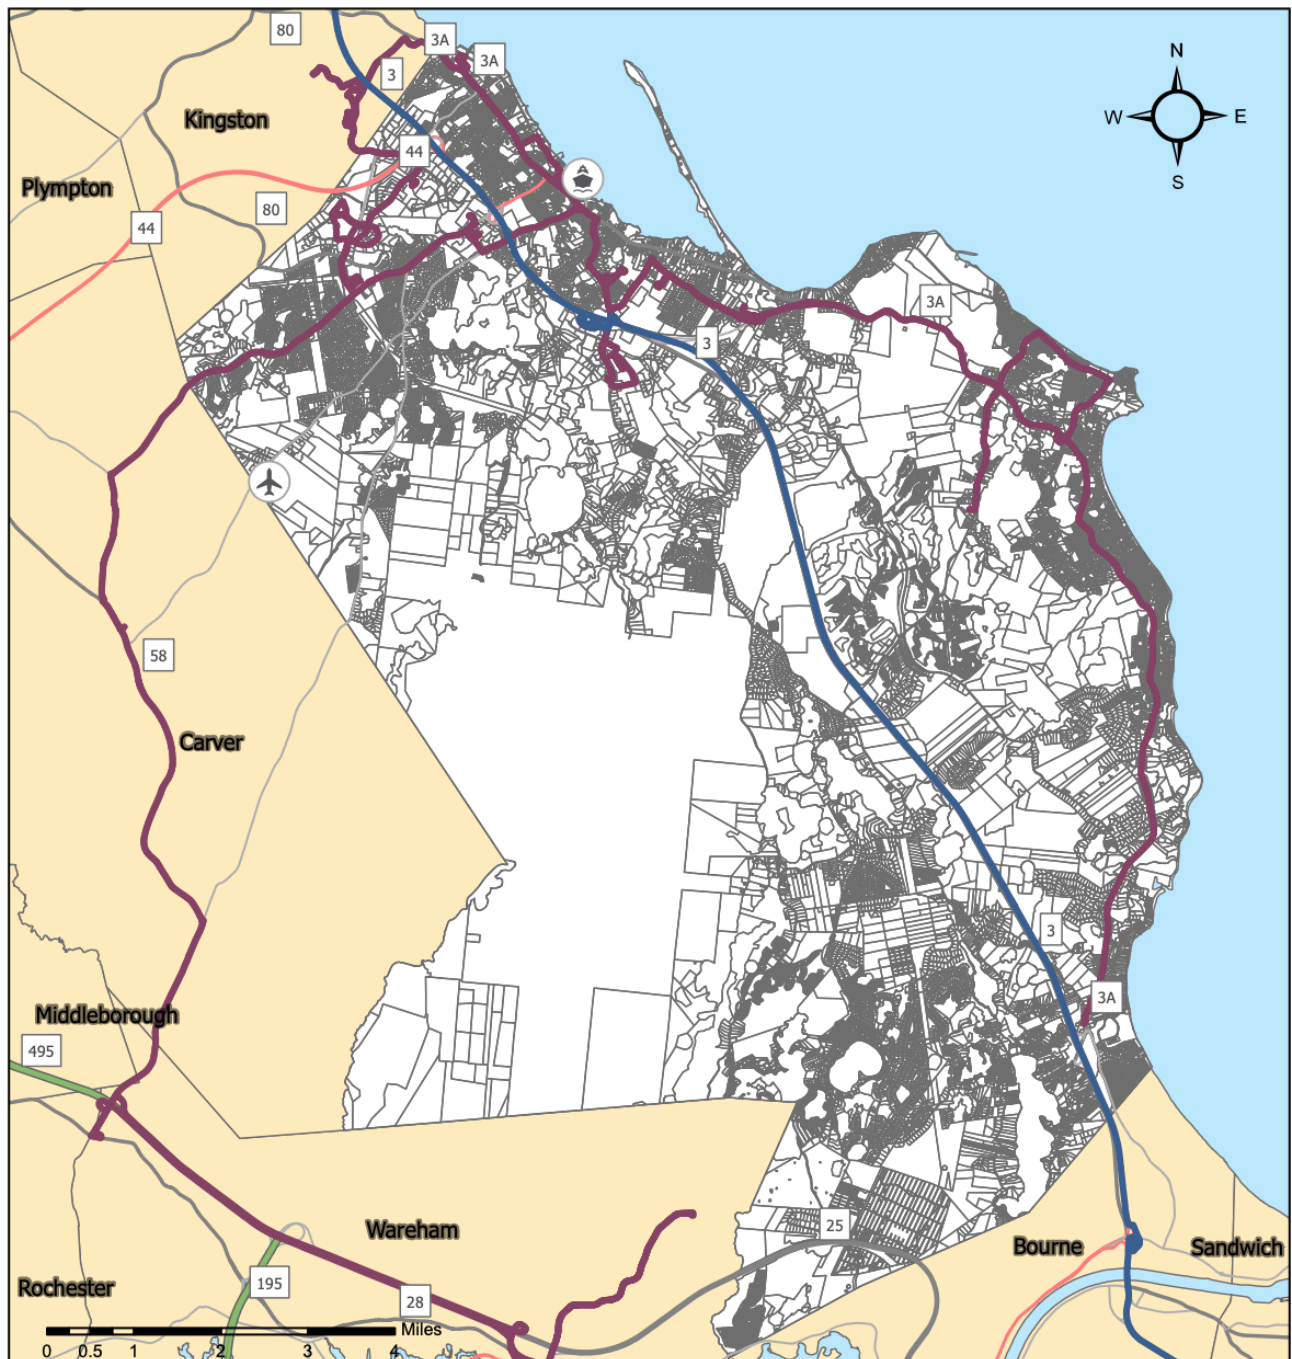 80
3A
3A
3
N
W
E
S
Kingston
44
Plympton
80
44
3A
3
58
Carver
3
3A
Middleborough
495
25
Wareham
Bourne
Sandwich
Rochester
195
28
Miles
0 0.5 1 2 3 4